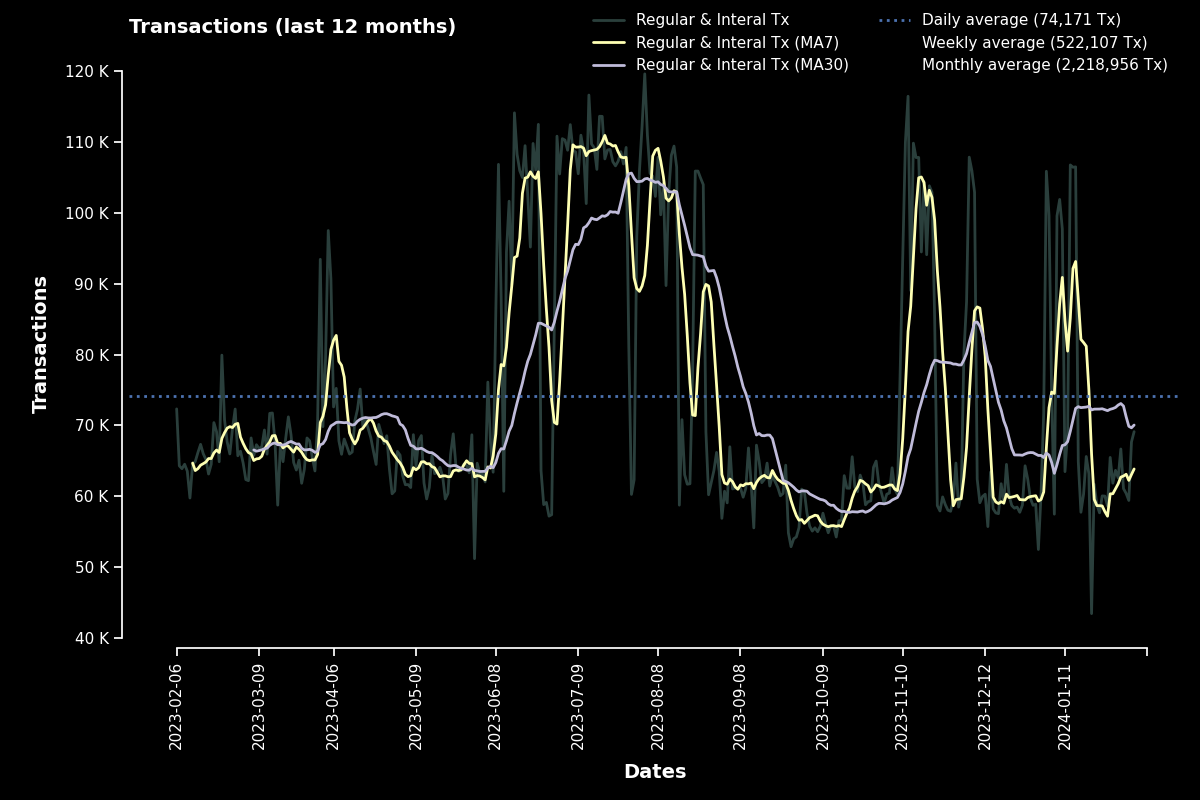 Transactions (last 12 months)
Regular & Interal Tx
Regular & Interal Tx (MA7)
Regular & Interal Tx (MA30)
Daily average (74,171 Tx)
Weekly average (522,107 Tx)
Monthly average (2,218,956 Tx)
120 K
110 K
100 K
90 K
80 K
70 K
60 K
50 K
40 K
Transactions
2023-02-06
2023-03-09
2023-04-06
2023-05-09
2023-06-08
2023-07-09
2023-08-08
2023-09-08
2023-10-09
2023-11-10
2023-12-12
2024-01-11
Dates